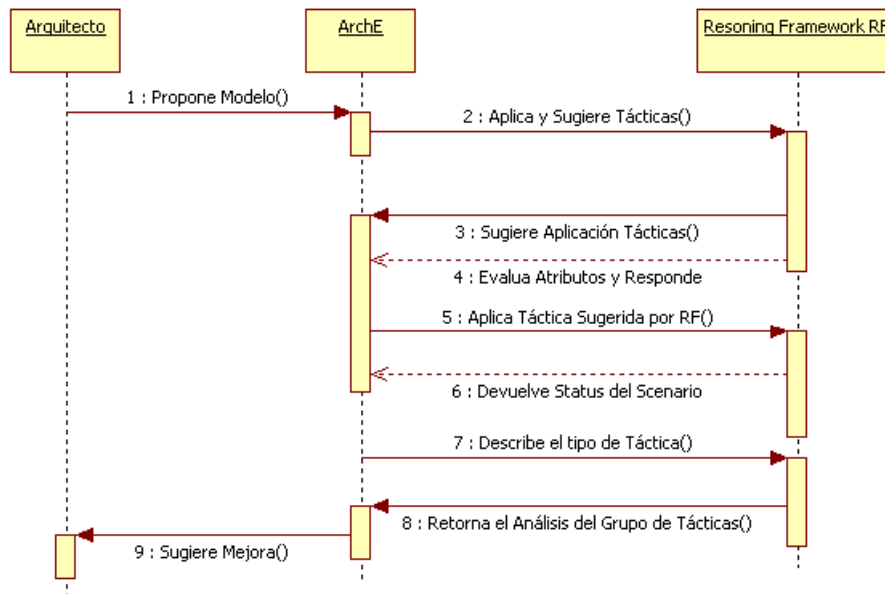 Arquitecto
ArchE
Resoning Framework RF
1 : Propone Modelo()
2 : Aplica y Sugiere Tácticas()
3 : Sugiere Aplicación Tácticas()
4 : Evalua Atributos y Responde
5 : Aplica Táctica Sugerida por RF()
6 : Devuelve Status del Scenario
7 : Describe el tipo de Táctica()
8 : Retorna el Análisis del Grupo de Tácticas()
9 : Sugiere Mejora()